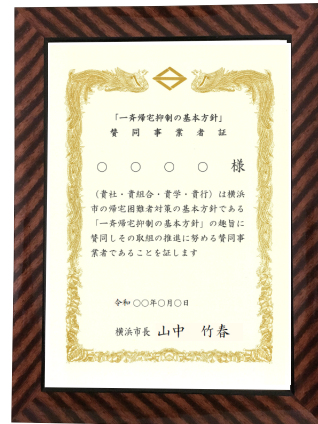 「一斉帰宅抑制の基本方針」
賛同事業者証
○○○○様
(貴社・貴組合・貴学・貴行)は横浜
市の帰宅困難者対策の基本方針である
「一斉帰宅抑制の基本方針」の趣旨に
賛同しその取組の推進に努める賛同事
業者であることを証します
令和○○年○月○日
横浜市長 山中 竹春